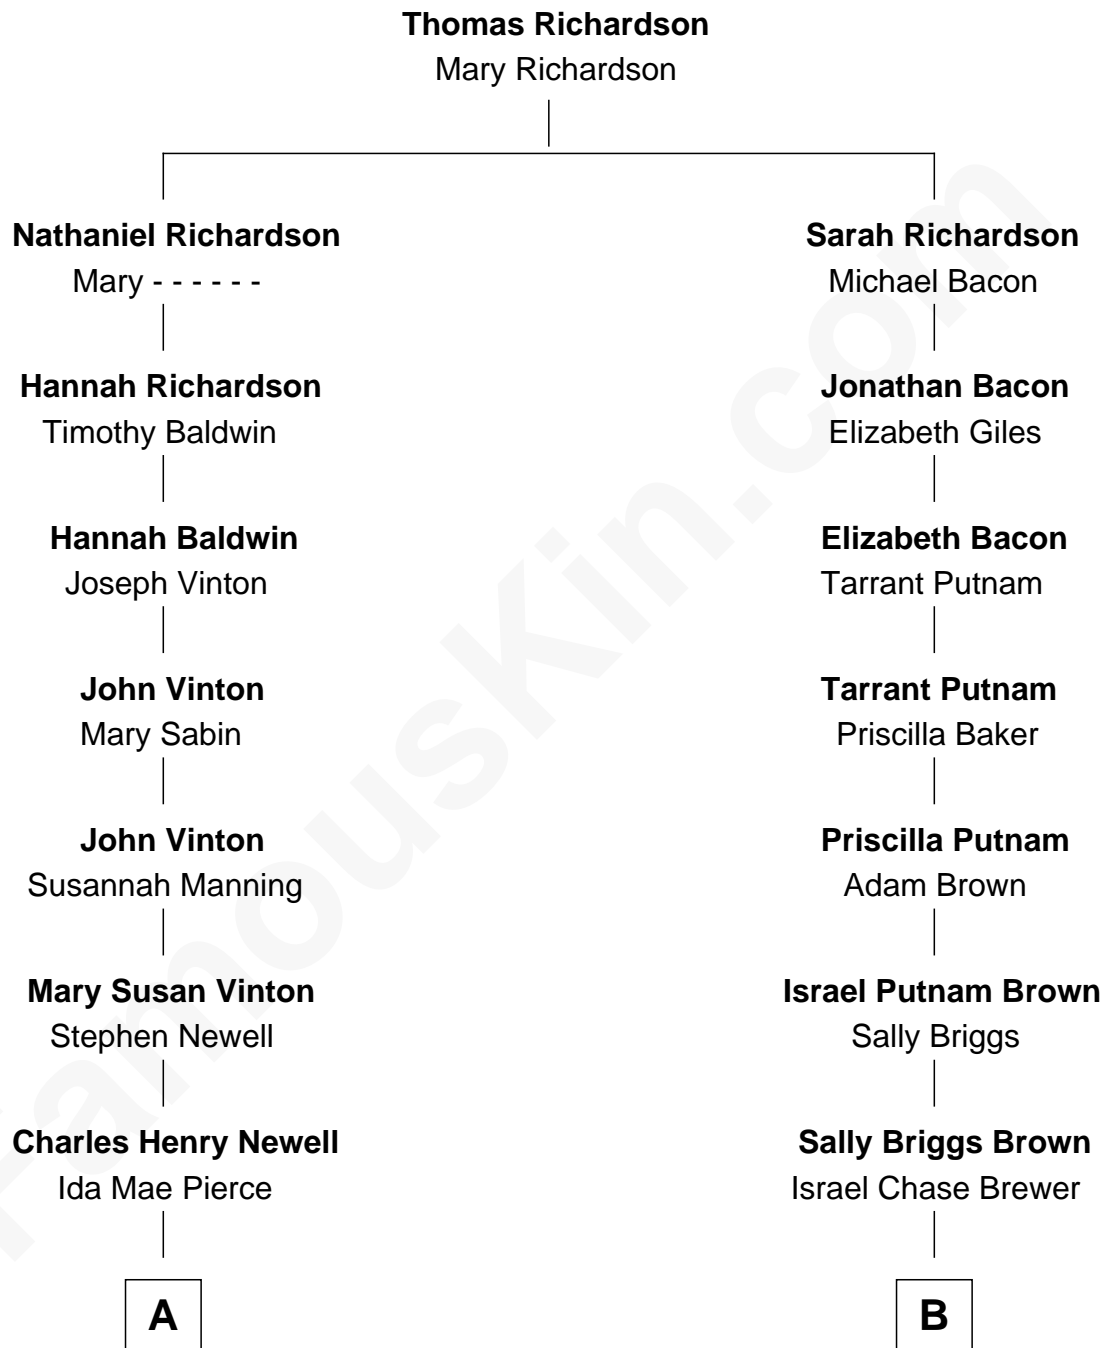 Thomas Richardson
Mary Richardson
Nathaniel Richardson
Mary - - - - - -
Sarah Richardson
Michael Bacon
Hannah Richardson
Timothy Baldwin
Jonathan Bacon
Elizabeth Giles
Hannah Baldwin
Joseph Vinton
Elizabeth Bacon
Tarrant Putnam
John Vinton
Mary Sabin
Tarrant Putnam
Priscilla Baker
John Vinton
Susannah Manning
Priscilla Putnam
Adam Brown
Mary Susan Vinton
Stephen Newell
Israel Putnam Brown
Sally Briggs
Charles Henry Newell
Ida Mae Pierce
Sally Briggs Brown
Israel Chase Brewer
A
B
FamousKin.com